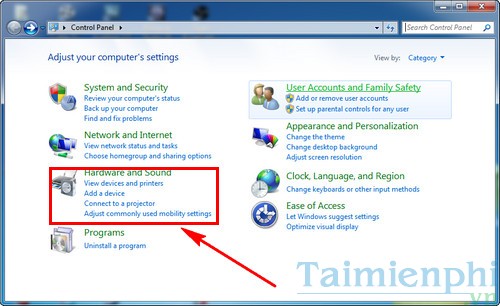 Control Panel
Search Control Panel
Adjust your computer's settings
View by: Category
System and Security
Review your computer's status
Back up your computer
Find and fix problems
Network and Internet
View network status and tasks
Choose homegroup and sharing options
Hardware and Sound
View devices and printers
Add a device
Connect to a projector
Adjust commonly used mobility settings
Programs
Uninstall a program
User Accounts and Family Safety
Add or remove user accounts
Set up parental controls for any user
Appearance and Personalization
Change the theme
Change desktop background
Adjust screen resolution
Clock, Language, and Region
Change keyboards or other input methods
Ease of Access
Let Windows suggest settings
Optimize visual display
Taimienphi
.vn